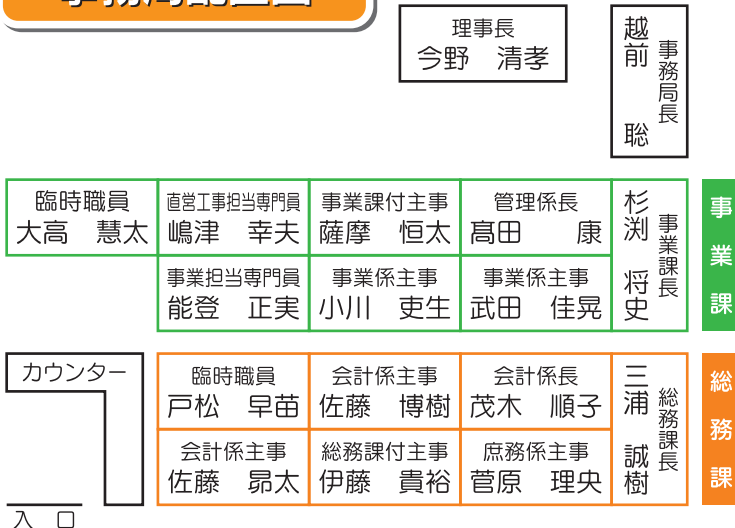 事務局配置図
理事長
今野　清孝
事務局長
越前　聡
臨時職員
大高　慧太
直営工事担当専門員
嶋津　幸夫
事業課付主事
薩摩　恒太
管理係長
髙田　康
事業課長
杉渕　将史
事業課
事業担当専門員
能登　正実
事業係主事
小川　吏生
事業係主事
武田　佳晃
カウンター
臨時職員
戸松　早苗
会計係主事
佐藤　博樹
会計係長
茂木　順子
総務課長
三浦　誠樹
総務課
会計係主事
佐藤　昴太
総務課付主事
伊藤　貴裕
庶務係主事
菅原　理央
入口